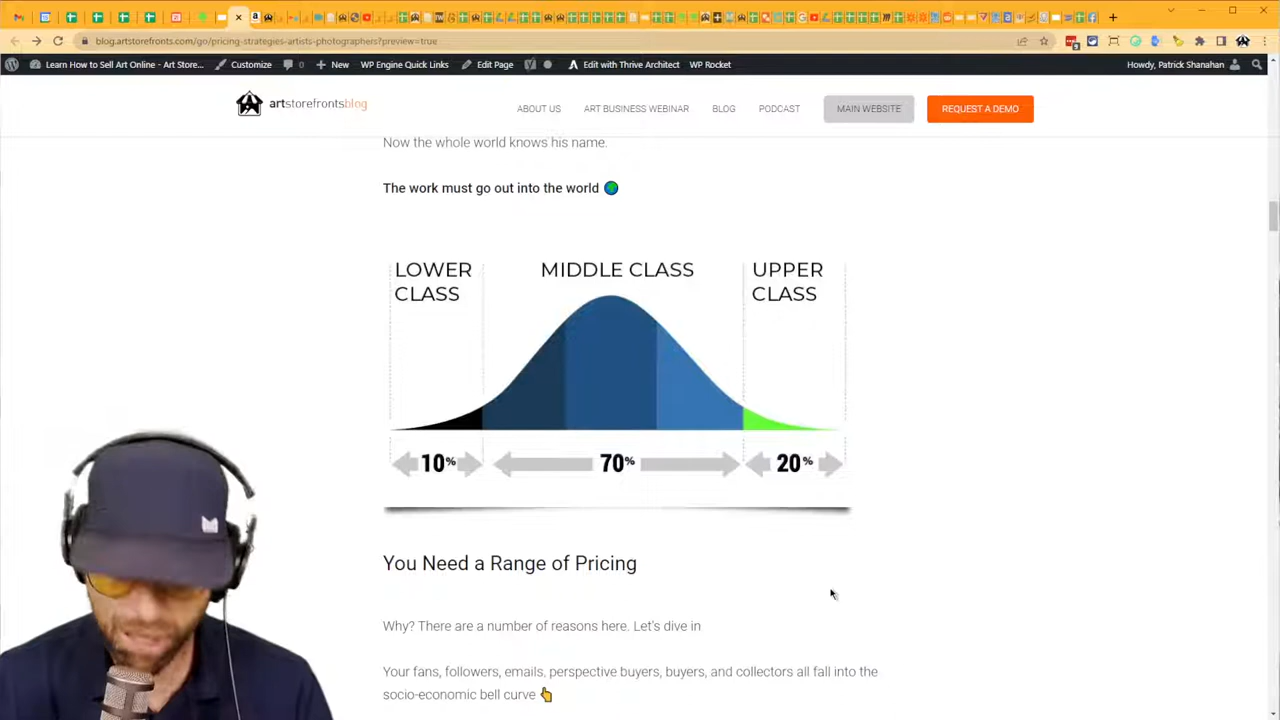 blog.artstorefronts.com/go/pricing-strategies-artists-photographers?preview=true
Learn How to Sell Art Online - Art Store... Customize 0 New WP Engine Quick Links Edit Page Edit with Thrive Architect WP Rocket Howdy, Patrick Shanahan
artstorefrontsblog ABOUT US ART BUSINESS WEBINAR BLOG PODCAST MAIN WEBSITE REQUEST A DEMO
Now the whole world knows his name.
The work must go out into the world
LOWER CLASS
MIDDLE CLASS
UPPER CLASS
10% 70% 20%
You Need a Range of Pricing
Why? There are a number of reasons here. Let's dive in
Your fans, followers, emails, perspective buyers, buyers, and collectors all fall into the
socio-economic bell curve